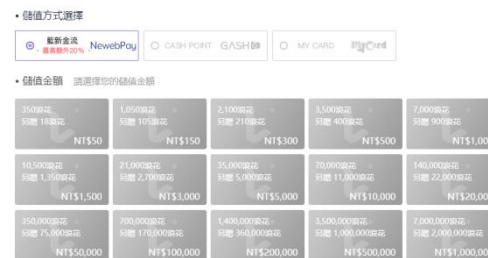 • 儲值方式選擇
藍新金流
最高額外20%
NewebPay
CASH POINT GASH
MY CARD MyCard
• 儲值金額 請選擇您的儲值金額
350浪花 1,050浪花 2,100浪花 3,500浪花 7,000浪花
另贈 18浪花 另贈 105浪花 另贈 210浪花 另贈 400浪花 另贈 900浪花
NT$50 NT$150 NT$300 NT$500 NT$1,00
10,500浪花 21,000浪花 35,000浪花 70,000浪花 140,000浪花
另贈 1,350浪花 另贈 2,700浪花 另贈 5,000浪花 另贈 11,000浪花 另贈 22,000浪花
NT$1,500 NT$3,000 NT$5,000 NT$10,000 NT$20,00
350,000浪花 700,000浪花 1,400,000浪花 3,500,000浪花 7,000,000浪花
另贈 75,000浪花 另贈 170,000浪花 另贈 360,000浪花 另贈 1,000,000浪花 另贈 2,000,000浪花
NT$50,000 NT$100,000 NT$200,000 NT$500,000 NT$1,000,00